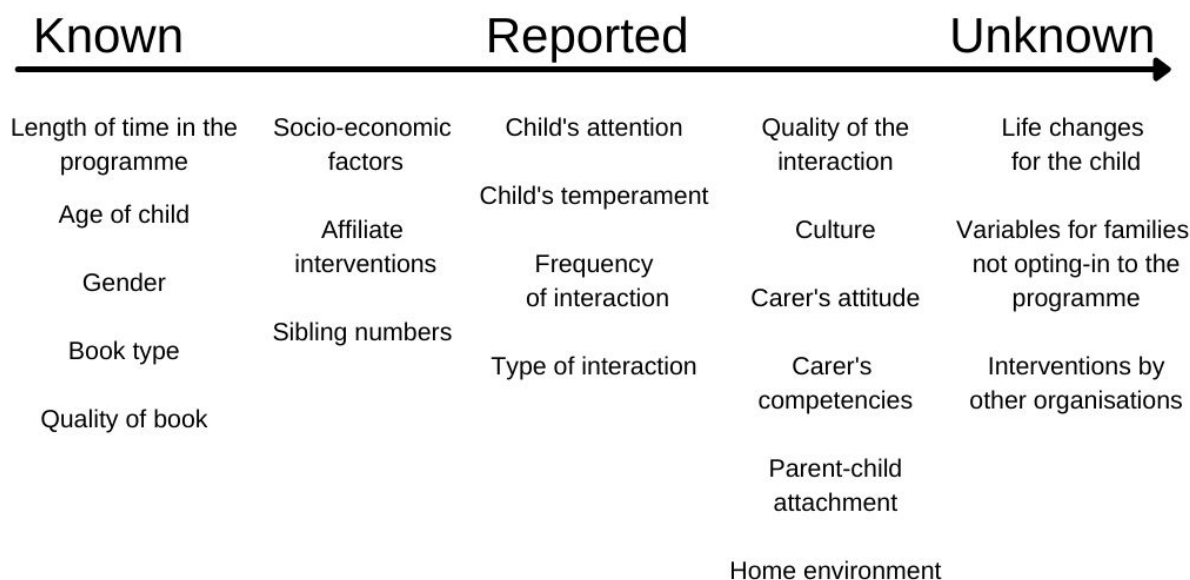 Known
Reported
Unknown
Length of time in the
programme
Age of child
Gender
Book type
Quality of book
Socio-economic
factors
Affiliate
interventions
Sibling numbers
Child's attention
Child's temperament
Frequency
of interaction
Type of interaction
Quality of the
interaction
Culture
Carer's attitude
Carer's
competencies
Parent-child
attachment
Home environment
Life changes
for the child
Variables for families
not opting-in to the
programme
Interventions by
other organisations